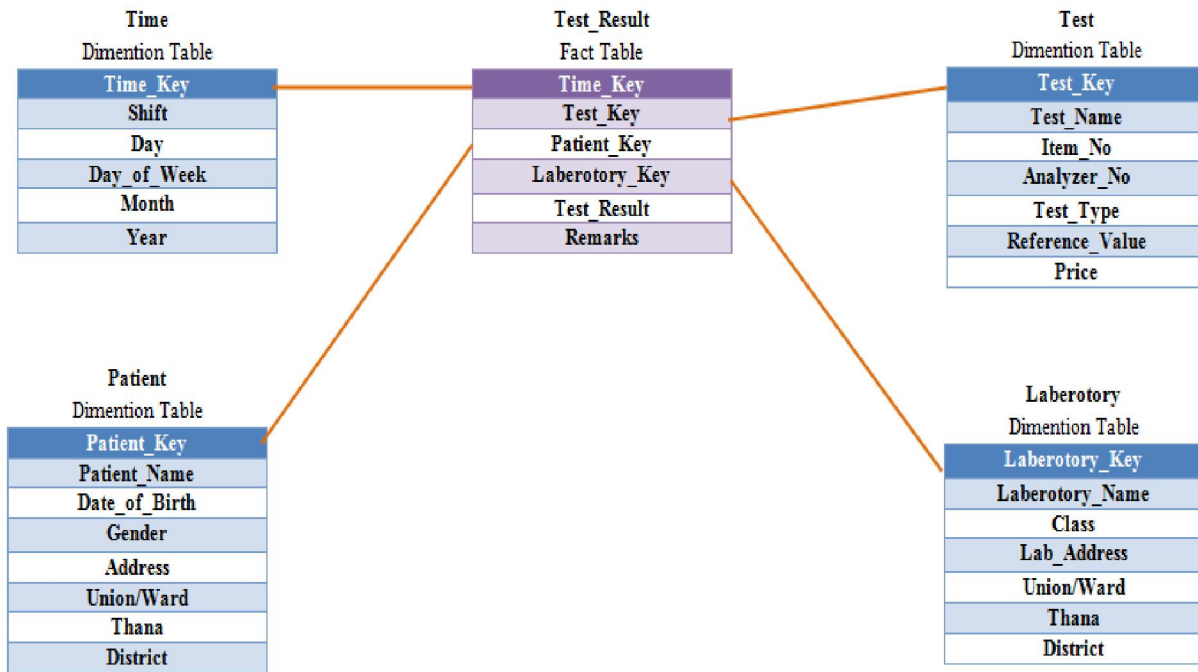 Time
Dimention Table
Time_Key
Shift
Day
Day_of_Week
Month
Year
Test_Result
Fact Table
Time_Key
Test_Key
Patient_Key
Laberotory_Key
Test_Result
Remarks
Test
Dimention Table
Test_Key
Test_Name
Item_No
Analyzer_No
Test_Type
Reference_Value
Price
Patient
Dimention Table
Patient_Key
Patient_Name
Date_of_Birth
Gender
Address
Union/Ward
Thana
District
Laberotory
Dimention Table
Laberotory_Key
Laberotory_Name
Class
Lab_Address
Union/Ward
Thana
District